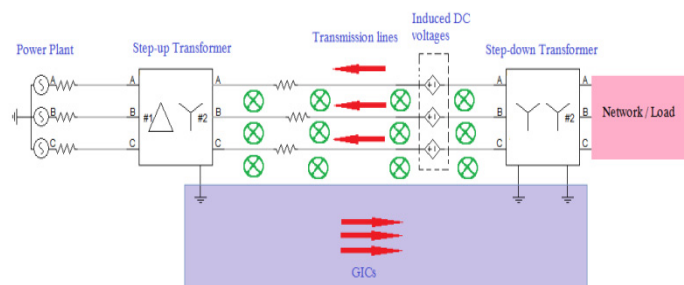 Power Plant
Step-up Transformer
Transmission lines
Induced DC
voltages
Step-down Transformer
Network / Load
A A A A A
B #1 B #2 B B #2 B
C C C C C
S
S
S
+ I
+ I
+ I
GICs